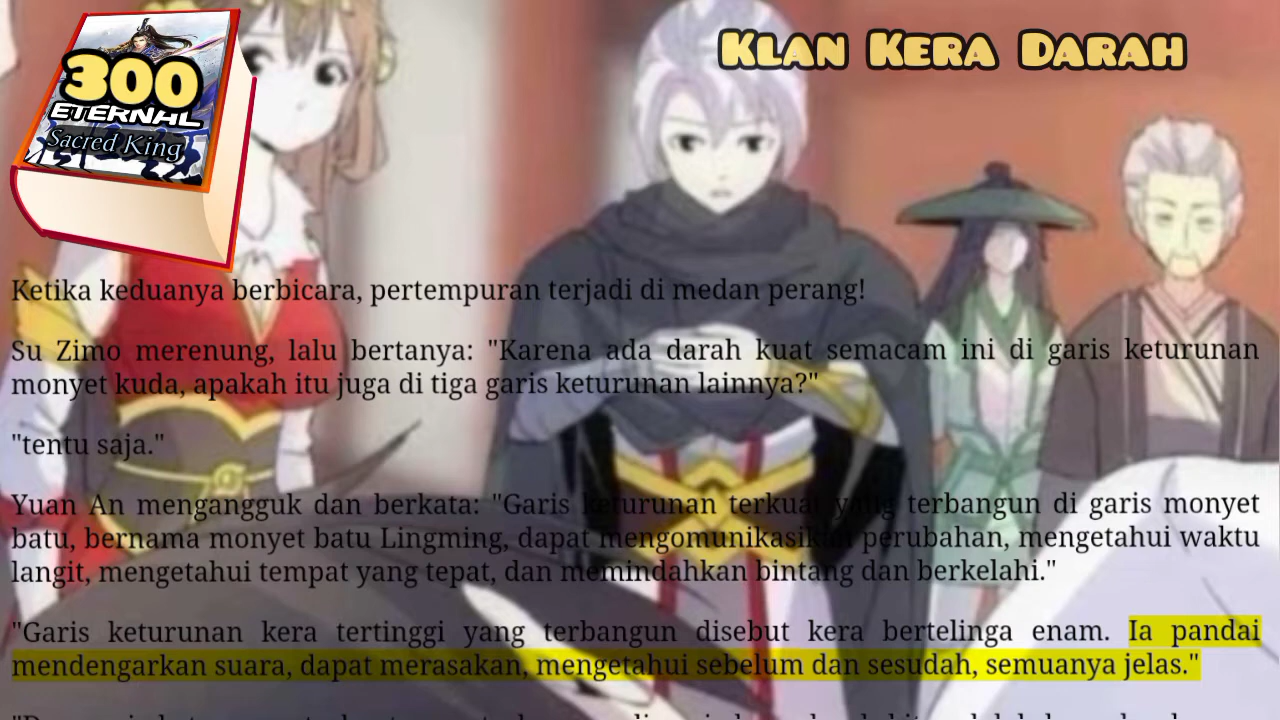 300
ETERNAL
Sacred King
Klan Kera Darah
Ketika keduanya berbicara, pertempuran terjadi di medan perang!
Su Zimo merenung, lalu bertanya: "Karena ada darah kuat semacam ini di garis keturunan
monyet kuda, apakah itu juga di tiga garis keturunan lainnya?"
"tentu saja."
Yuan An mengangguk dan berkata: "Garis keturunan terkuat yang terbangun di garis monyet
batu, bernama monyet batu Lingming, dapat mengomunikasikan perubahan, mengetahui waktu
langit, mengetahui tempat yang tepat, dan memindahkan bintang dan berkelahi."
"Garis keturunan kera tertinggi yang terbangun disebut kera bertelinga enam. Ia pandai
mendengarkan suara, dapat merasakan, mengetahui sebelum dan sesudah, semuanya jelas."